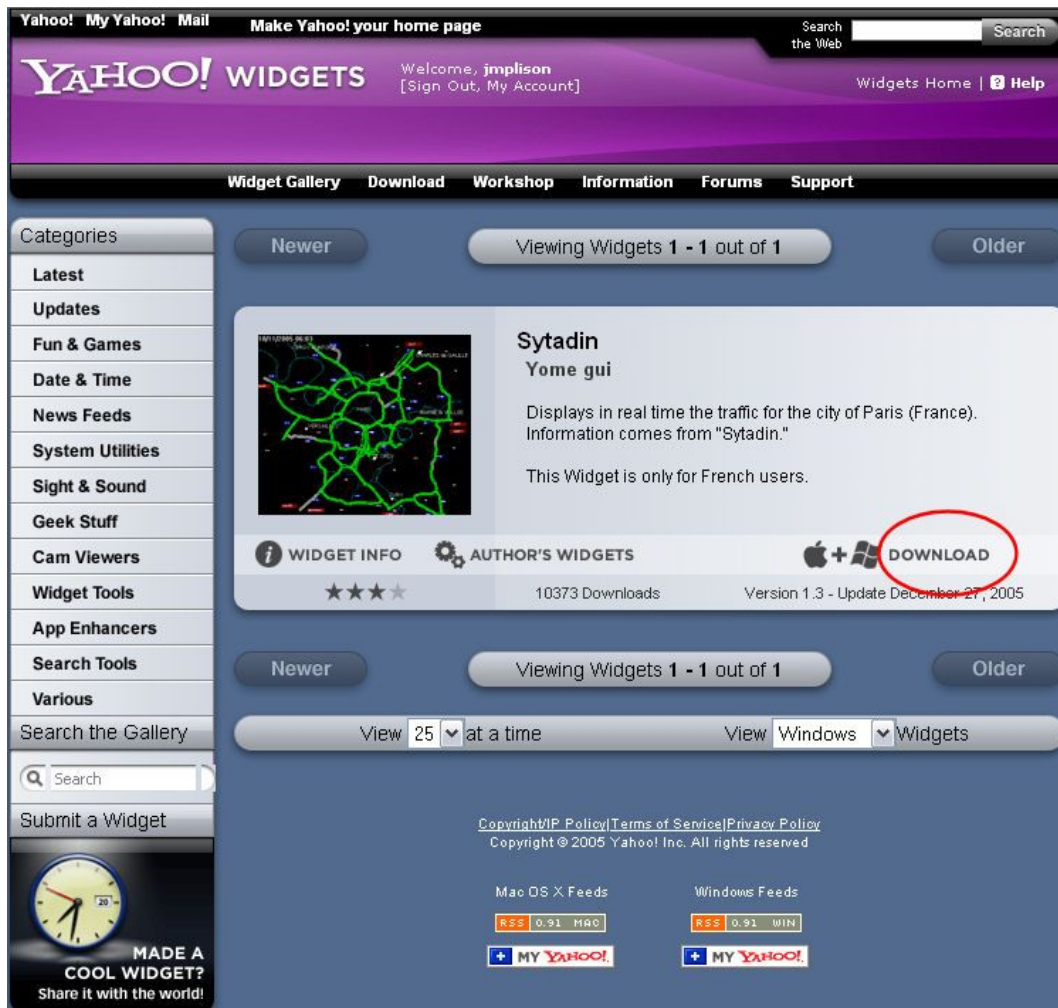 Yahoo! My Yahoo! Mail
Make Yahoo! your home page
Search the Web
Search
YAHOO! WIDGETS
Welcome, jmplison
[Sign Out, My Account]
Widgets Home | ? Help
Widget Gallery Download Workshop Information Forums Support
Categories
Latest
Updates
Fun & Games
Date & Time
News Feeds
System Utilities
Sight & Sound
Geek Stuff
Cam Viewers
Widget Tools
App Enhancers
Search Tools
Various
Search the Gallery
Search
Submit a Widget
20
MADE A
COOL WIDGET?
Share it with the world!
Newer
Viewing Widgets 1 - 1 out of 1
Older
Sytadin
Yome gui
Displays in real time the traffic for the city of Paris (France).
Information comes from "Sytadin."
This Widget is only for French users.
i WIDGET INFO
AUTHOR'S WIDGETS
+ DOWNLOAD
10373 Downloads
Version 1.3 - Update December 27, 2005
Newer
Viewing Widgets 1 - 1 out of 1
Older
View 25 at a time
View Windows Widgets
Copyright/IP Policy|Terms of Service|Privacy Policy
Copyright © 2005 Yahoo! Inc. All rights reserved
Mac OS X Feeds
Windows Feeds
RSS 0.91 MAC
RSS 0.91 WIN
+ MY YAHOO!
+ MY YAHOO!